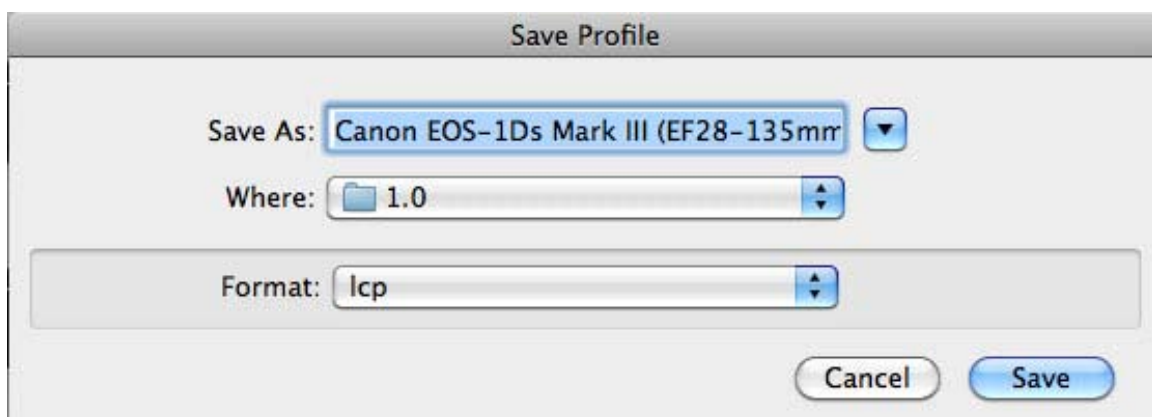 Save Profile
Save As: Canon EOS-1Ds Mark III (EF28-135mm
Where: 1.0
Format: lcp
Cancel Save